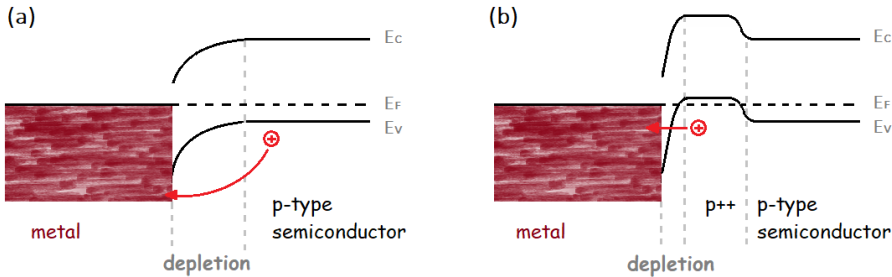 (a)
Ec
EF
Ev
metal
p-type
semiconductor
depletion
(b)
Ec
EF
Ev
metal
p++
p-type
semiconductor
depletion